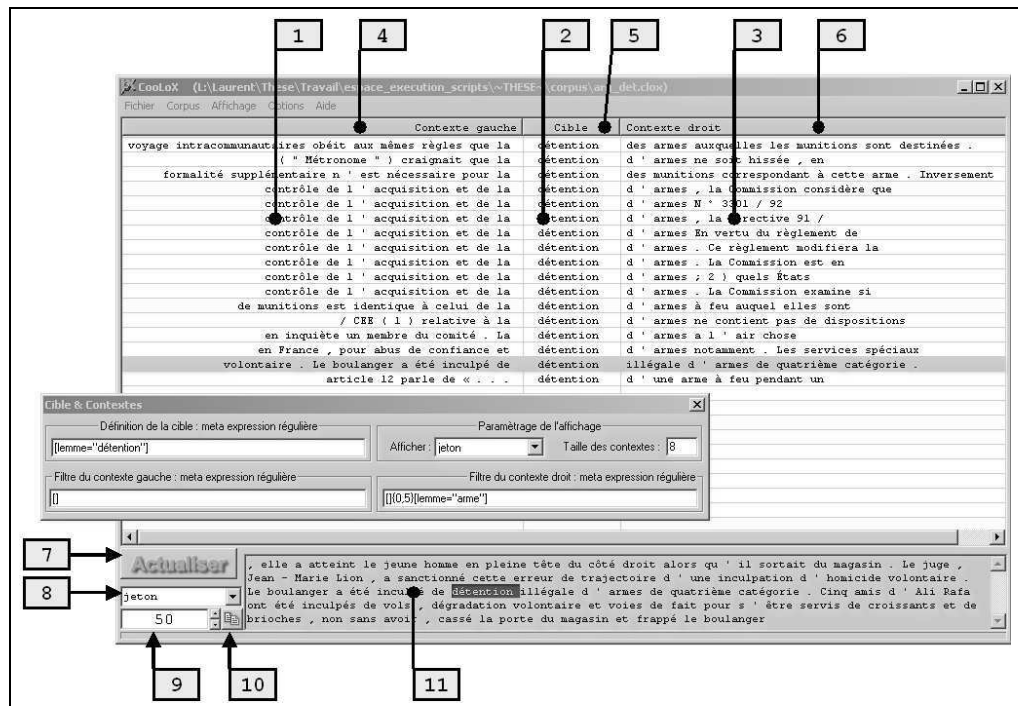 1 4 2 5 3 6
CooLoX (L:\Laurent\These\Travail\espace_execution_scripts\~THESE~\corpus\arg_det.clox)
Fichier Corpus Affichage Options Aide
Contexte gauche Cible Contexte droit
voyage intracommunautaires obéit aux mêmes règles que la détention des armes auxquelles les munitions sont destinées .
( " Métronome " ) craignait que la détention d ' armes ne soit hissée , en
formalité supplémentaire n ' est nécessaire pour la détention des munitions correspondant à cette arme . Inversement
contrôle de l ' acquisition et de la détention d ' armes , la Commission considère que
contrôle de l ' acquisition et de la détention d ' armes N ° 3301 / 92
contrôle de l ' acquisition et de la détention d ' armes , la directive 91 /
contrôle de l ' acquisition et de la détention d ' armes En vertu du règlement de
contrôle de l ' acquisition et de la détention d ' armes . Ce règlement modifiera la
contrôle de l ' acquisition et de la détention d ' armes . La Commission est en
contrôle de l ' acquisition et de la détention d ' armes ; 2 ) quels États
contrôle de l ' acquisition et de la détention d ' armes . La Commission examine si
de munitions est identique à celui de la détention d ' armes à feu auquel elles sont
/ CEE ( 1 ) relative à la détention d ' armes ne contient pas de dispositions
en inquiète un membre du comité . La détention d ' armes a l ' air chose
en France , pour abus de confiance et détention d ' armes notamment . Les services spéciaux
volontaire . Le boulanger a été inculpé de détention illégale d ' armes de quatrième catégorie .
article 12 parle de « . . . détention d ' une arme à feu pendant un
Cible & Contextes
Définition de la cible : meta expression régulière
[lemme="détention"]
Paramètrage de l'affichage
Afficher : jeton Taille des contextes : 8
Filtre du contexte gauche : meta expression régulière
[]
Filtre du contexte droit : meta expression régulière
[]{0,5}[lemme="arme"]
7
Actualiser
8
jeton
50
, elle a atteint le jeune homme en pleine tête du côté droit alors qu ' il sortait du magasin . Le juge ,
Jean - Marie Lion , a sanctionné cette erreur de trajectoire d ' une inculpation d ' homicide volontaire .
Le boulanger a été inculpé de détention illégale d ' armes de quatrième catégorie . Cinq amis d ' Ali Rafa
ont été inculpés de vols , dégradation volontaire et voies de fait pour s ' être servis de croissants et de
brioches , non sans avoir , cassé la porte du magasin et frappé le boulanger
9 10 11